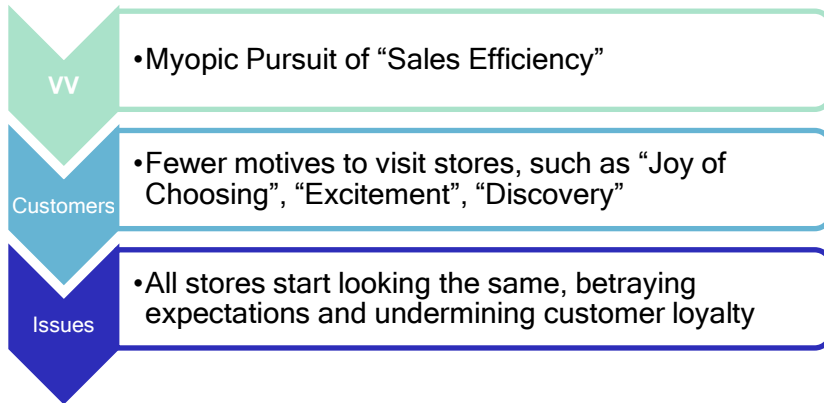 VV
•Myopic Pursuit of “Sales Efficiency”
Customers
•Fewer motives to visit stores, such as “Joy of
Choosing”, “Excitement”, “Discovery”
Issues
•All stores start looking the same, betraying
expectations and undermining customer loyalty